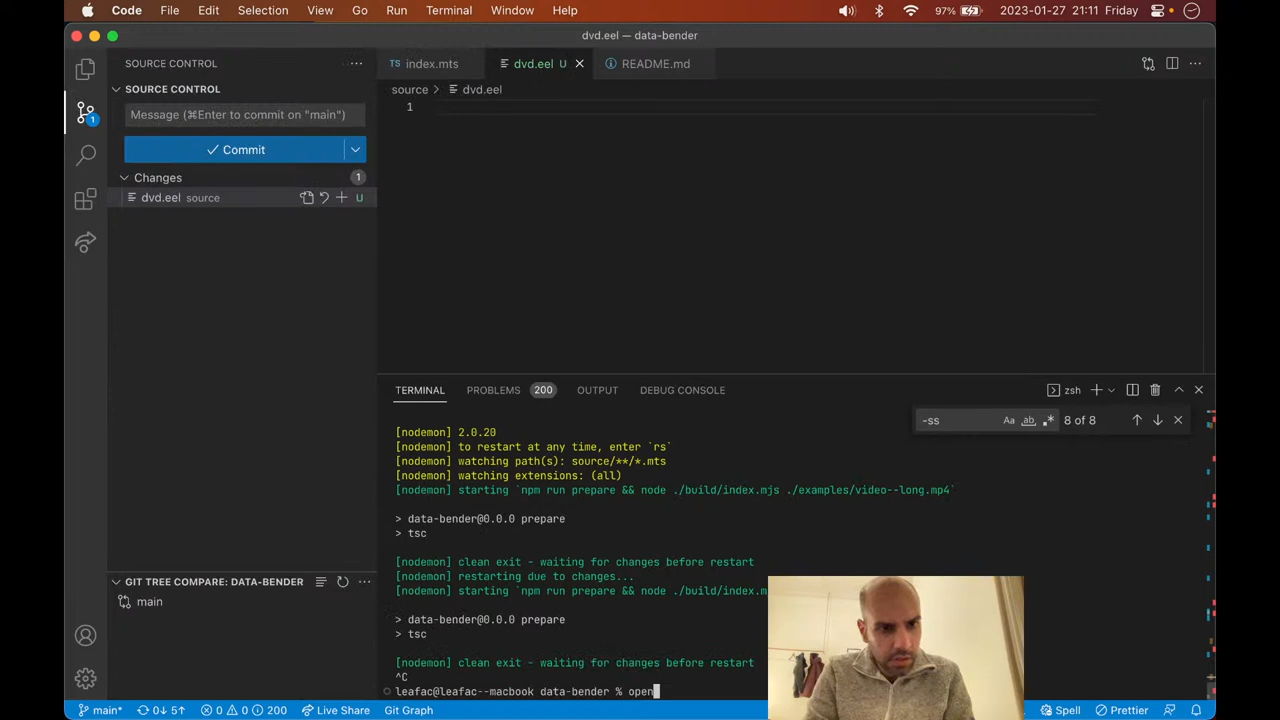 Code File Edit Selection View Go Run Terminal Window Help 97% 2023-01-27 21:11 Friday
dvd.eel — data-bender
SOURCE CONTROL
TS index.mts
dvd.eel U
README.md
SOURCE CONTROL
source > dvd.eel
1
Message (⌘Enter to commit on "main")
Commit
Changes 1
dvd.eel source U
TERMINAL PROBLEMS 200 OUTPUT DEBUG CONSOLE zsh
-ss Aa ab 8 of 8
[nodemon] 2.0.20
[nodemon] to restart at any time, enter `rs`
[nodemon] watching path(s): source/**/*.mts
[nodemon] watching extensions: (all)
[nodemon] starting `npm run prepare && node ./build/index.mjs ./examples/video--long.mp4`
> data-bender@0.0.0 prepare
> tsc
[nodemon] clean exit - waiting for changes before restart
[nodemon] restarting due to changes...
[nodemon] starting `npm run prepare && node ./build/index.m
> data-bender@0.0.0 prepare
> tsc
[nodemon] clean exit - waiting for changes before restart
^C
leafac@leafac--macbook data-bender % open
GIT TREE COMPARE: DATA-BENDER
main
main* 0↓ 5↑ 0 0 200 Live Share Git Graph Spell Prettier